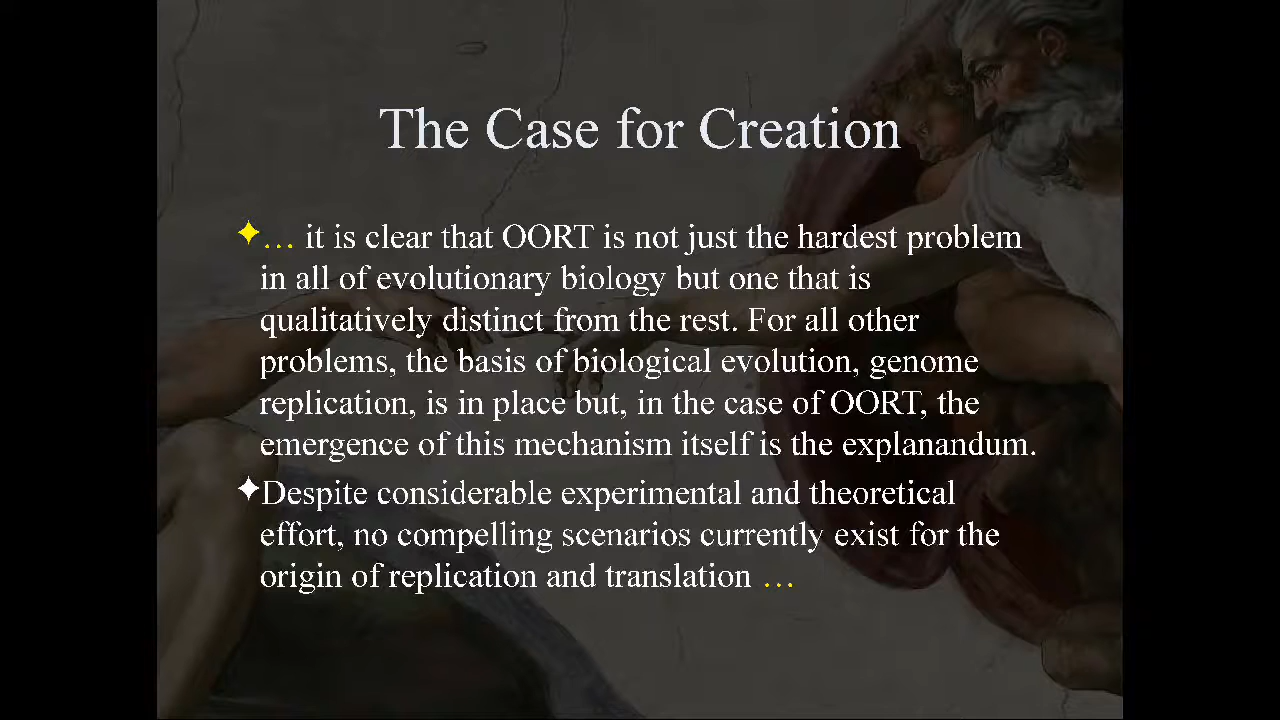 The Case for Creation
… it is clear that OORT is not just the hardest problem
in all of evolutionary biology but one that is
qualitatively distinct from the rest. For all other
problems, the basis of biological evolution, genome
replication, is in place but, in the case of OORT, the
emergence of this mechanism itself is the explanandum.
Despite considerable experimental and theoretical
effort, no compelling scenarios currently exist for the
origin of replication and translation …